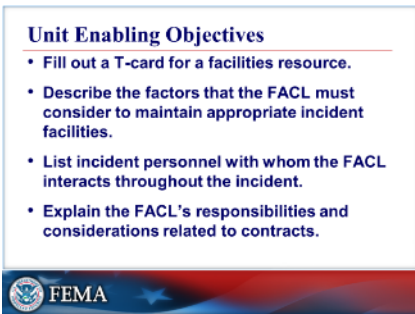 Unit Enabling Objectives
• Fill out a T-card for a facilities resource.
• Describe the factors that the FACL must
consider to maintain appropriate incident
facilities.
• List incident personnel with whom the FACL
interacts throughout the incident.
• Explain the FACL's responsibilities and
considerations related to contracts.
FEMA